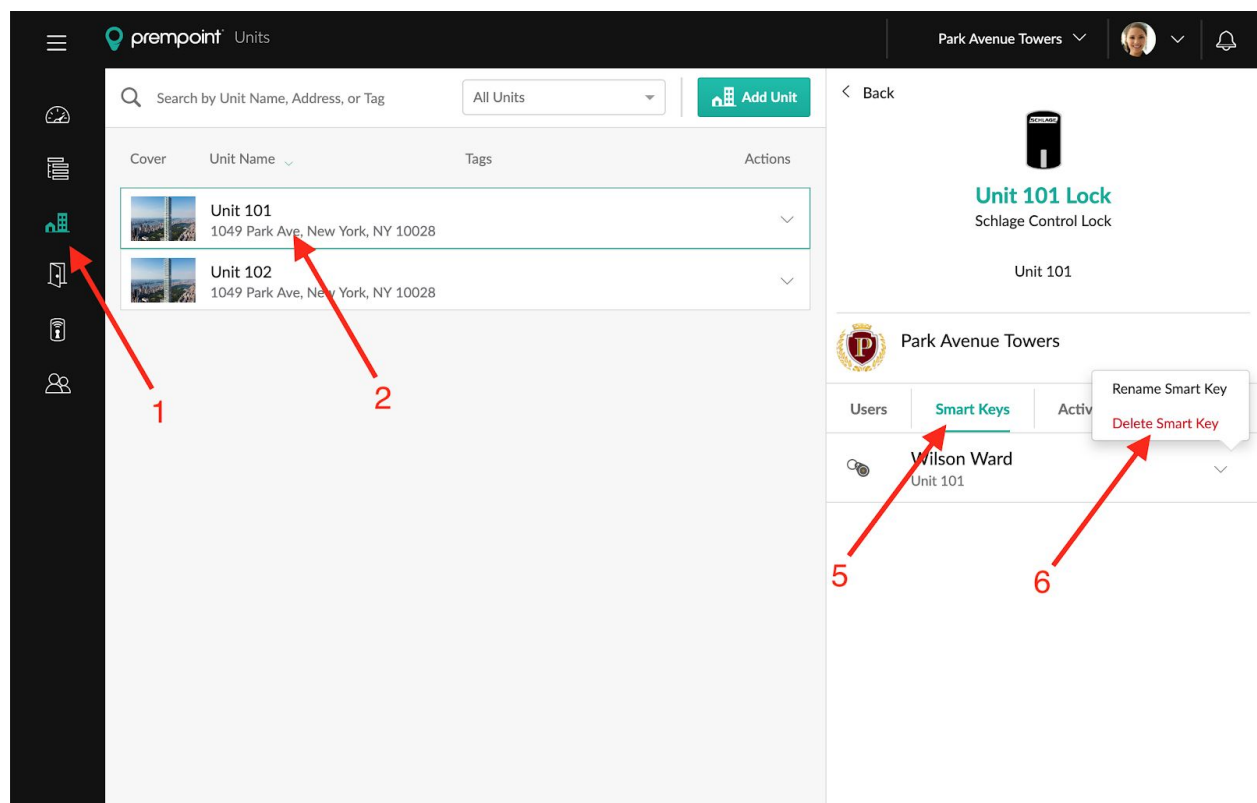 prempoint Units
Park Avenue Towers
Search by Unit Name, Address, or Tag
All Units
Add Unit
Cover Unit Name Tags Actions
Unit 101
1049 Park Ave, New York, NY 10028
Unit 102
1049 Park Ave, New York, NY 10028
1
2
Back
SCHLAGE
Unit 101 Lock
Schlage Control Lock
Unit 101
P
Park Avenue Towers
Rename Smart Key
Delete Smart Key
Users Smart Keys Activ
Wilson Ward
Unit 101
5
6